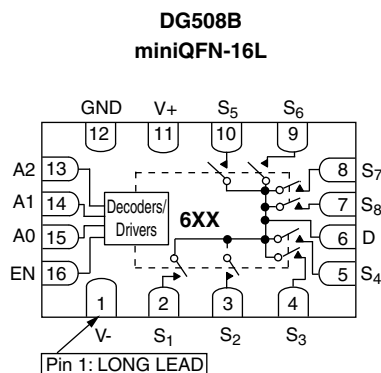 DG508B
miniQFN-16L
GND V+ S5 S6
12 11 10 9
A2 13 8 S7
A1 14 7 S8
A0 15 6 D
EN 16 5 S4
Decoders/
Drivers
6XX
1 2 3 4
V- S1 S2 S3
Pin 1: LONG LEAD